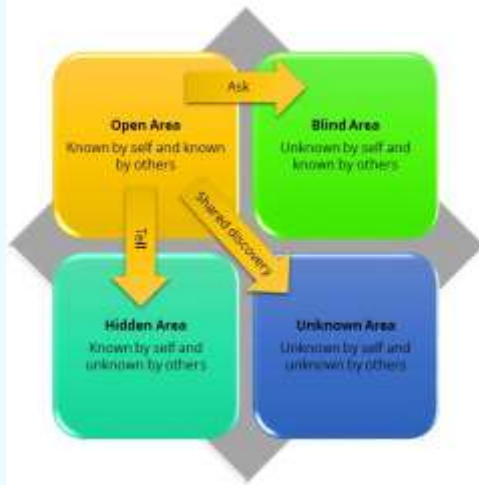 Open Area
Known by self and known
by others
Ask
Blind Area
Unknown by self and
known by others
Tell
Shared discovery
Hidden Area
Known by self and
unknown by others
Unknown Area
Unknown by self and
unknown by others